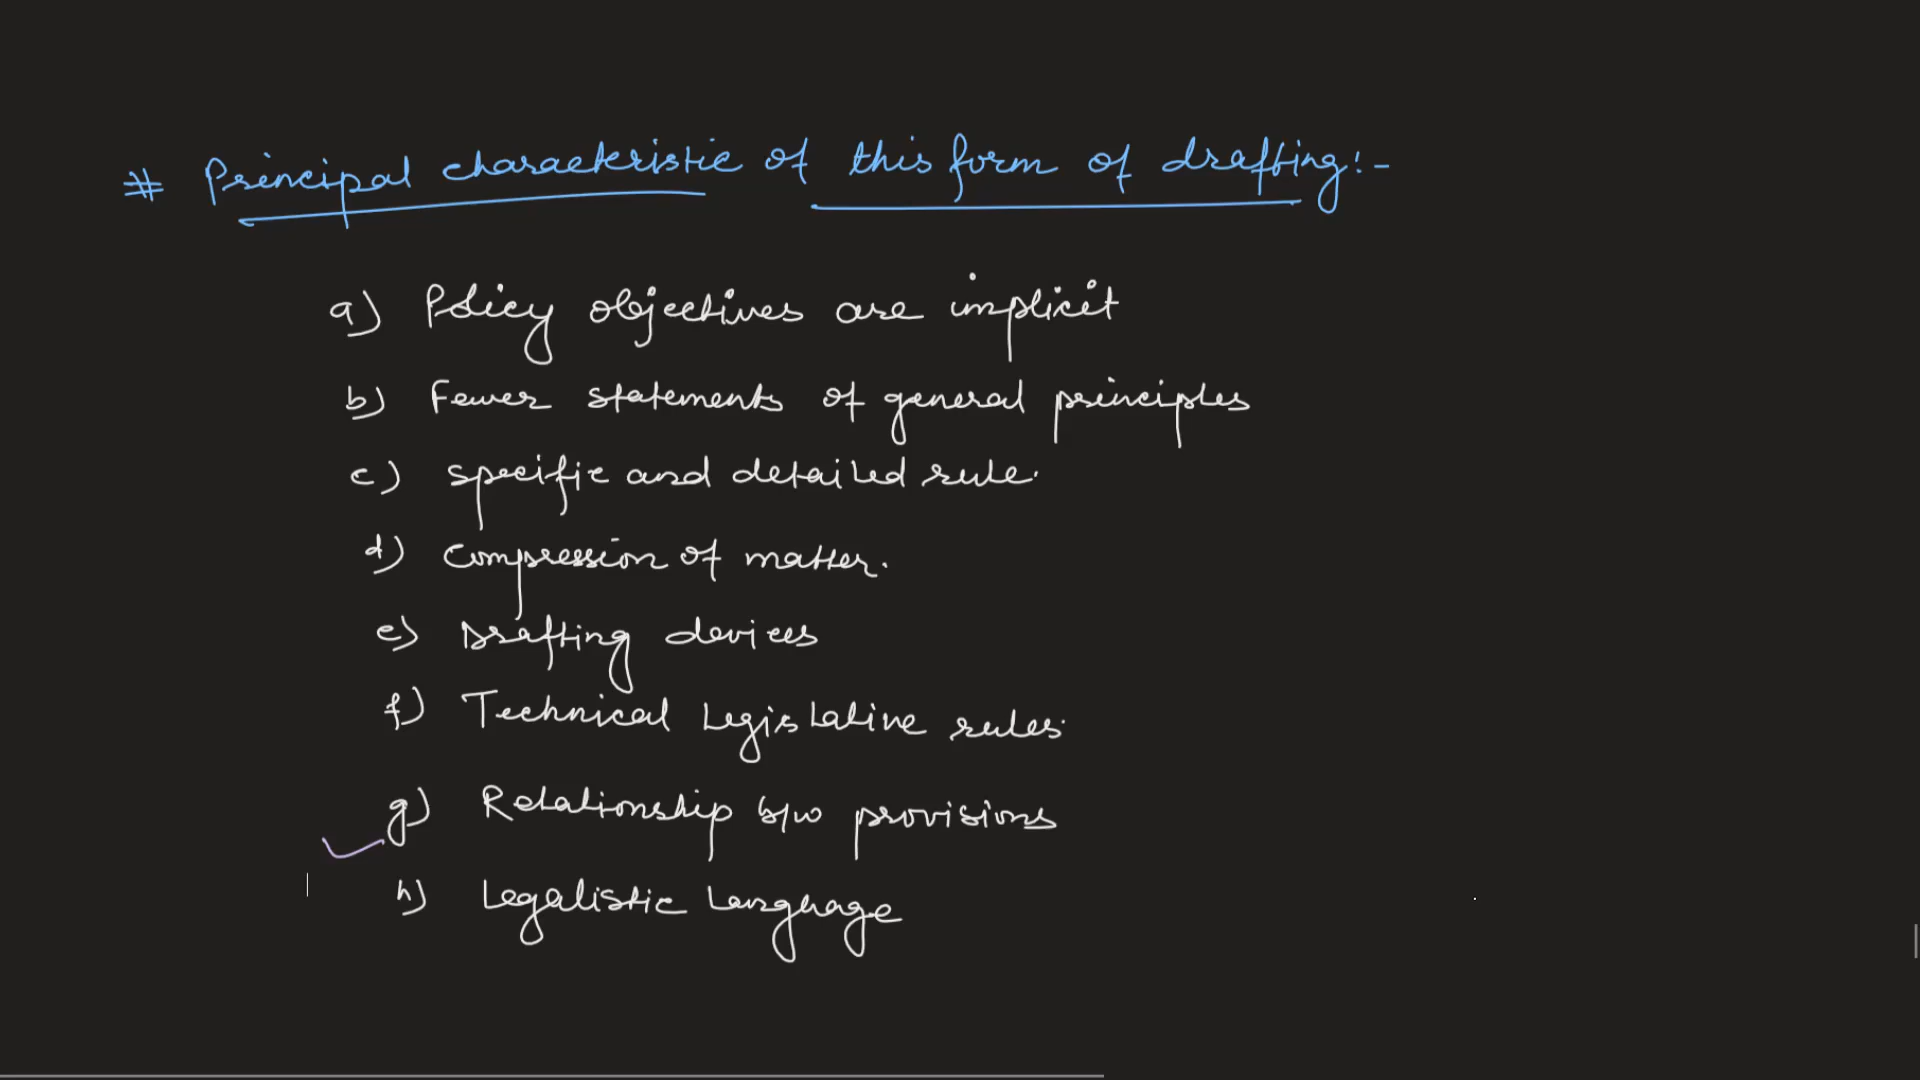 # Principal characteristic of this form of drafting:-
a) Policy objectives are implicit
b) Fewer statements of general principles
c) specific and detailed rule.
d) compression of matter.
e) Drafting devices
f) Technical Legislative rules.
g) Relationship b/w provisions
h) Legalistic Language